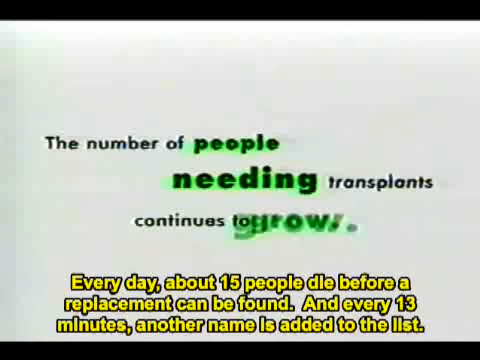 The number of people
needing transplants
continues to grow.
Every day, about 15 people die before a
replacement can be found.  And every 13
minutes, another name is added to the list.